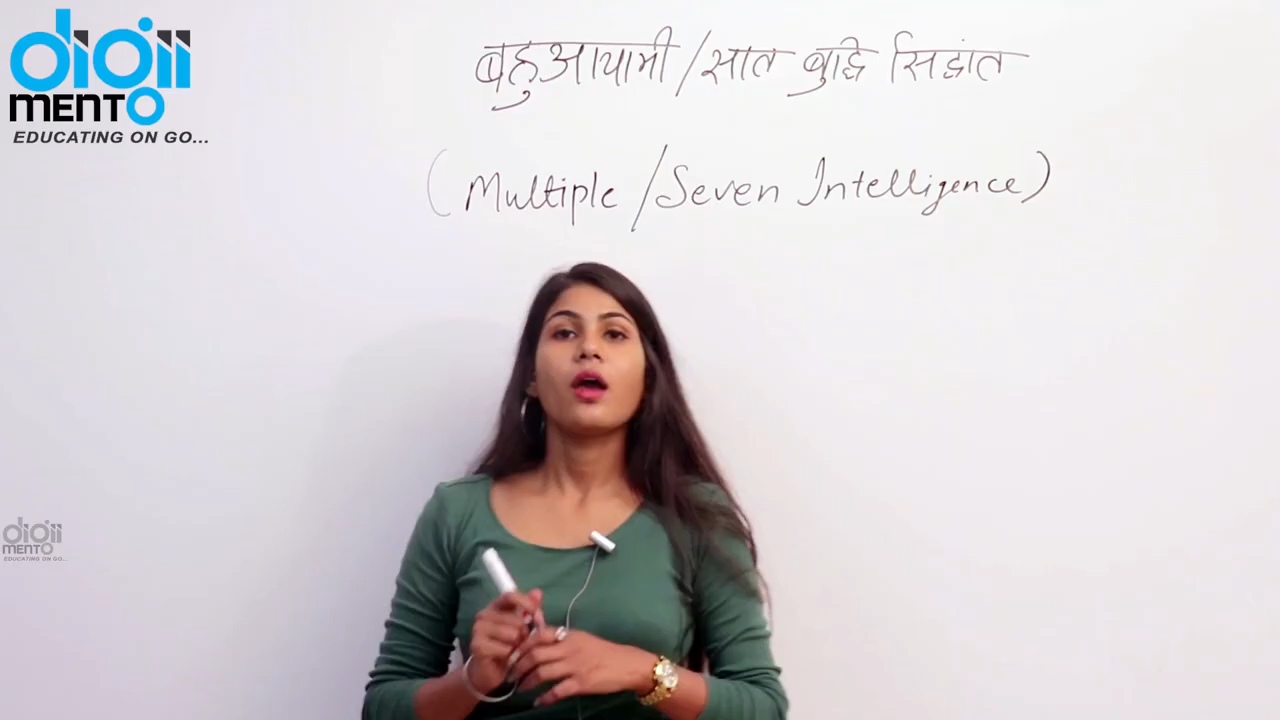 digii
MENTO
EDUCATING ON GO...
बहुआयामी / सात बुद्धि सिद्धांत
(Multiple / Seven Intelligence)
digii
MENTO
EDUCATING ON GO...